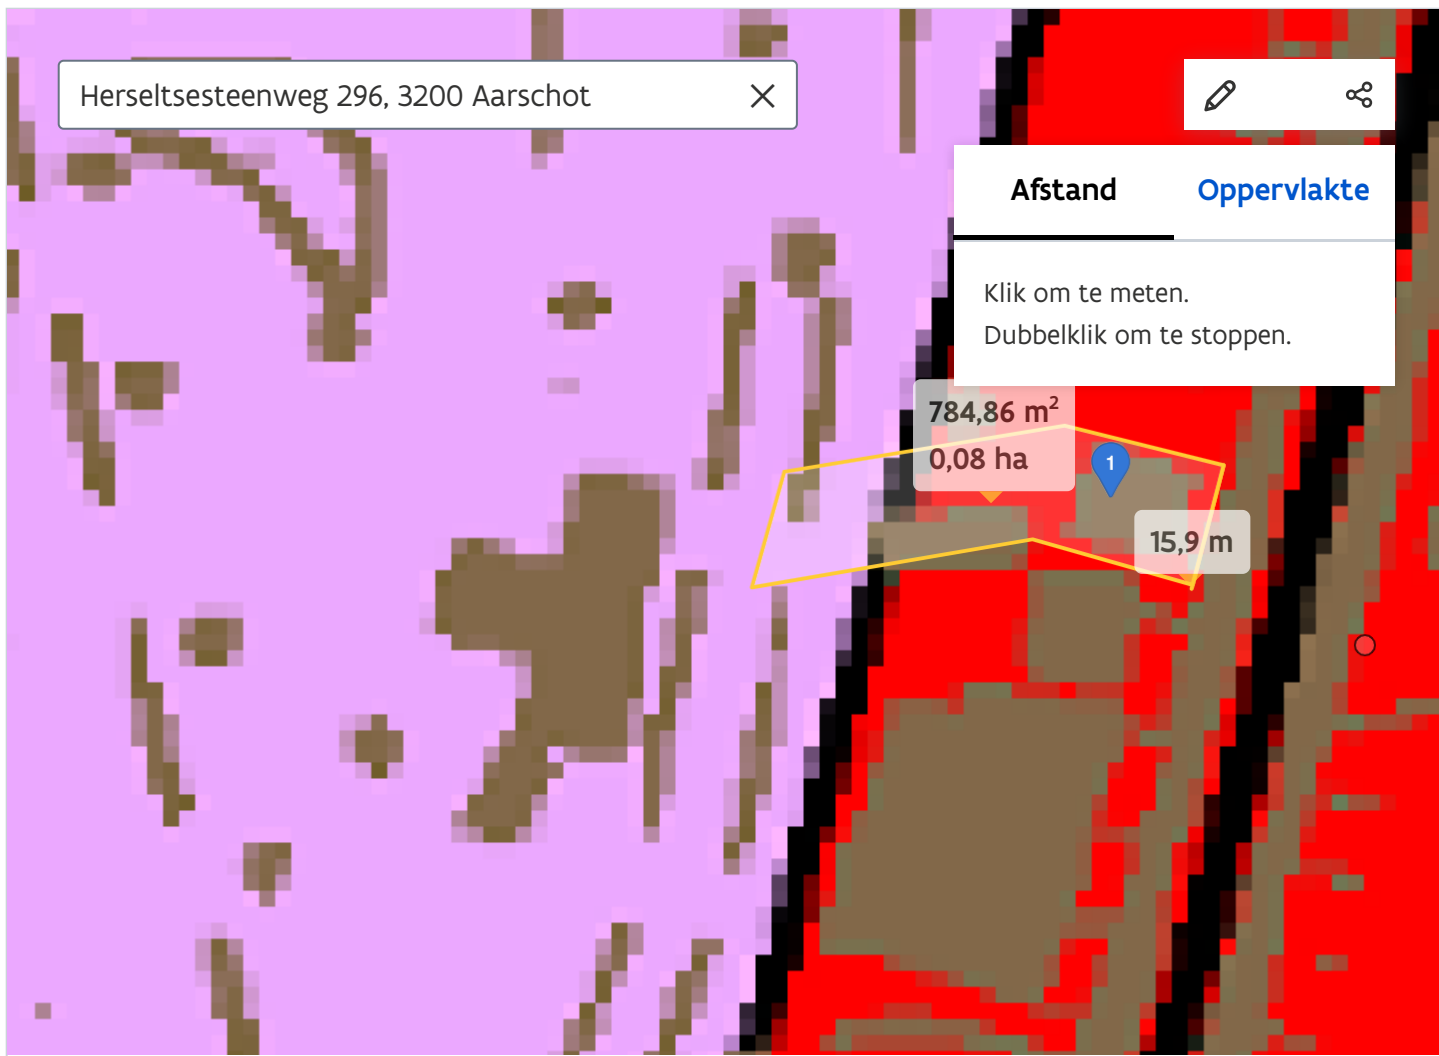 Herseltsesteenweg 296, 3200 Aarschot
Afstand
Oppervlakte
Klik om te meten.
Dubbelklik om te stoppen.
784,86 m²
0,08 ha
1
15,9 m